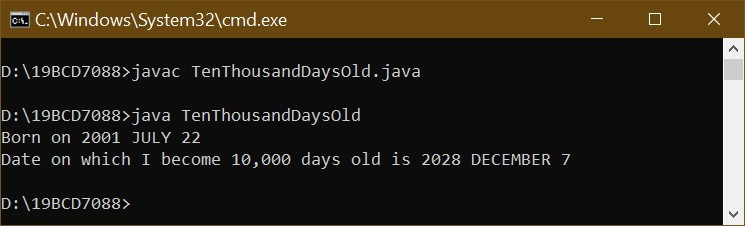 C:\Windows\System32\cmd.exe
D:\19BCD7088>javac TenThousandDaysOld.java
D:\19BCD7088>java TenThousandDaysOld
Born on 2001 JULY 22
Date on which I become 10,000 days old is 2028 DECEMBER 7
D:\19BCD7088>